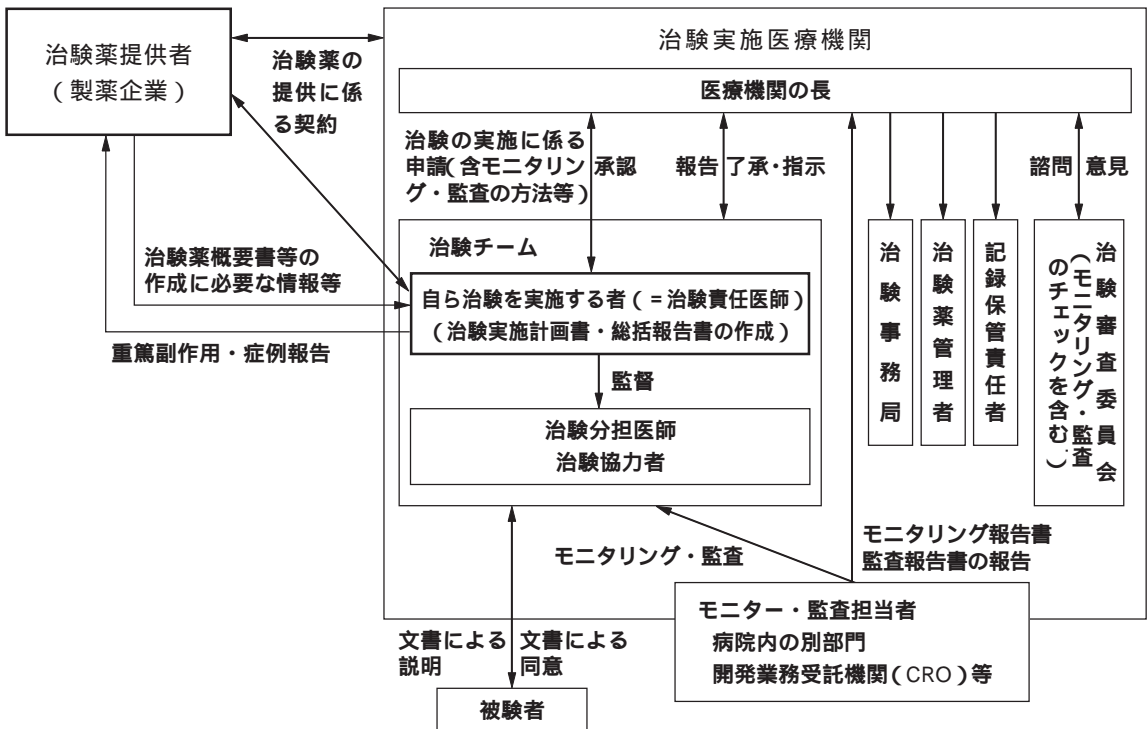 治験薬提供者
(製薬企業)
治験薬の
提供に係
る契約
治験実施医療機関
医療機関の長
治験の実施に係る
申請(含モニタリン
グ・監査の方法等)
承認
報告
了承・指示
諮問
意見
治験チーム
治験薬概要書等の
作成に必要な情報等
自ら治験を実施する者(=治験責任医師)
(治験実施計画書・総括報告書の作成)
重篤副作用・症例報告
監督
治験分担医師
治験協力者
治験事務局
治験薬管理者
記録保管責任者
治験審査委員会
(モニタリング・監査
のチェックを含む。)
モニタリング・監査
モニタリング報告書
監査報告書の報告
モニター・監査担当者
病院内の別部門
開発業務受託機関(CRO)等
文書による
説明
文書による
同意
被験者